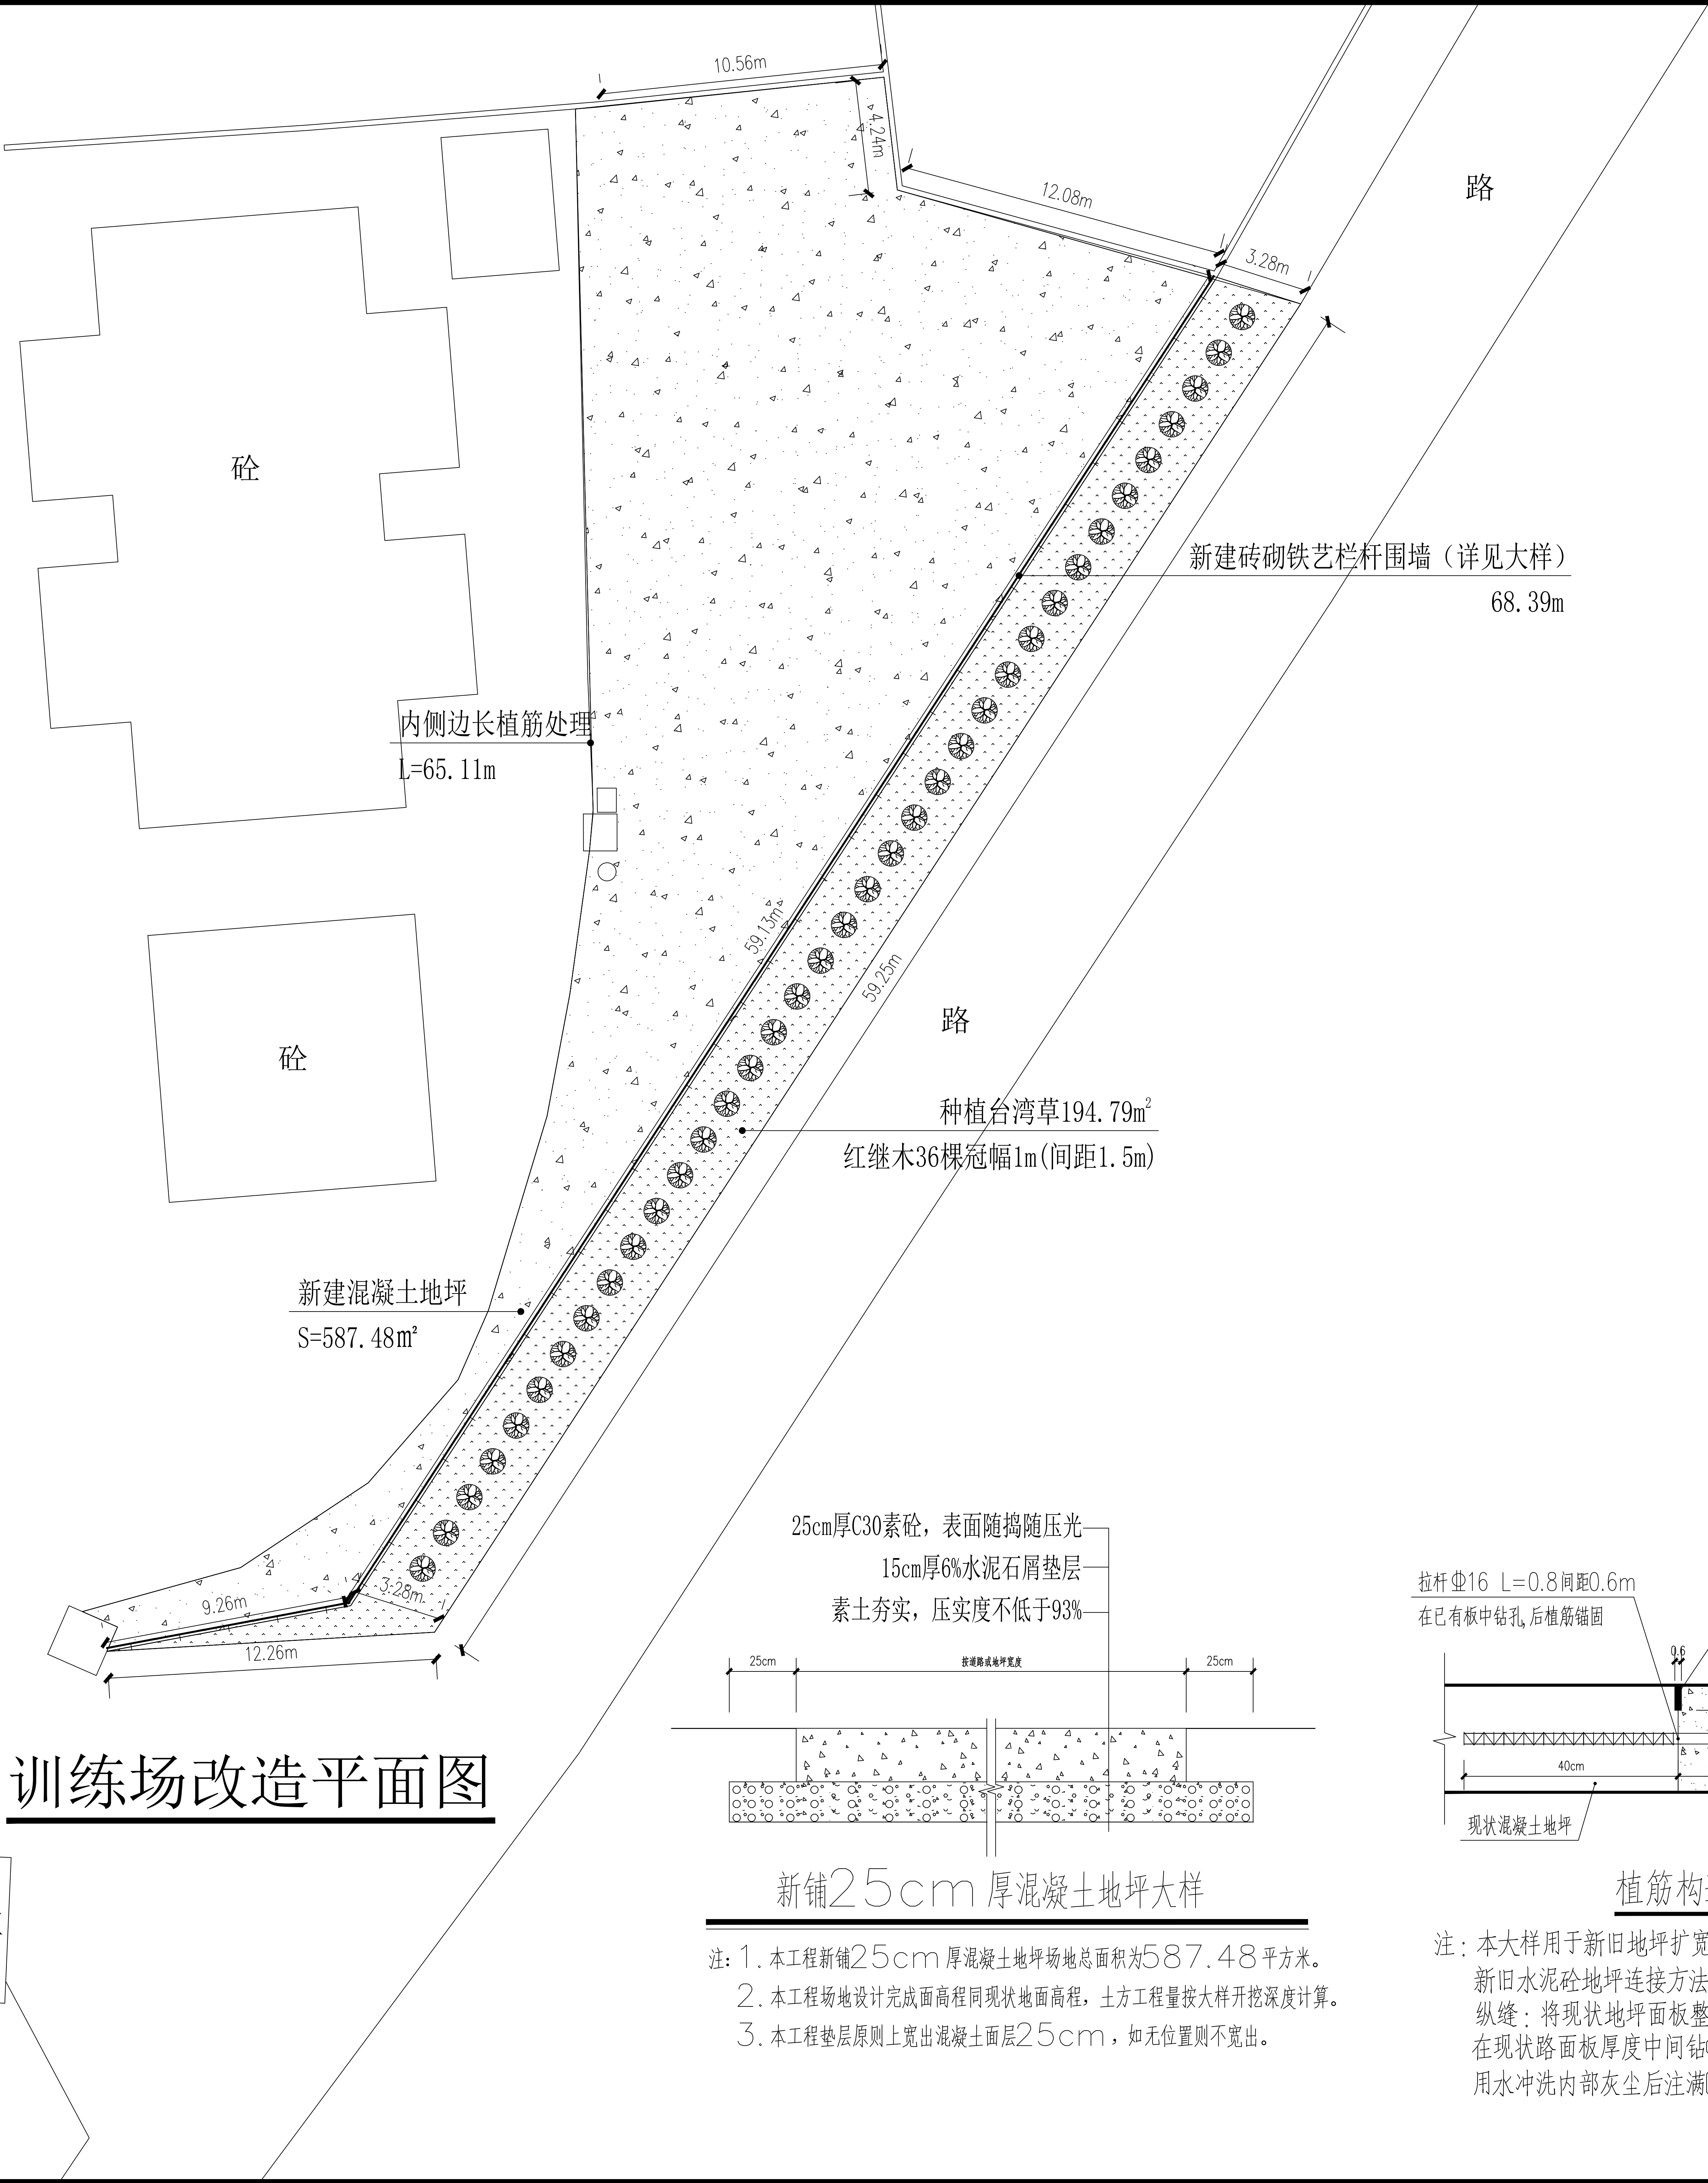 10.56m
4.24m
12.08m
3.28m
路
砼
新建砖砌铁艺栏杆围墙（详见大样）
68.39m
内侧边长植筋处理
L=65.11m
59.13m
59.25m
路
砼
种植台湾草194.79m²
红继木36棵冠幅1m(间距1.5m)
新建混凝土地坪
S=587.48m²
3.28m
9.26m
12.26m
训练场改造平面图
25cm厚C30素砼，表面随捣随压光
15cm厚6%水泥石屑垫层
素土夯实，压实度不低于93%
25cm
按道路或地坪宽度
25cm
新铺25cm厚混凝土地坪大样
注：1.本工程新铺25cm厚混凝土地坪场地总面积为587.48平方米。
2.本工程场地设计完成面高程同现状地面高程，土方工程量按大样开挖深度计算。
3.本工程垫层原则上宽出混凝土面层25cm，如无位置则不宽出。
拉杆Φ16 L=0.8间距0.6m
在已有板中钻孔,后植筋锚固
0.6
40cm
现状混凝土地坪
植筋构
注：本大样用于新旧地坪扩宽
新旧水泥砼地坪连接方法
纵缝：将现状地坪面板整
在现状路面板厚度中间钻
用水冲洗内部灰尘后注满